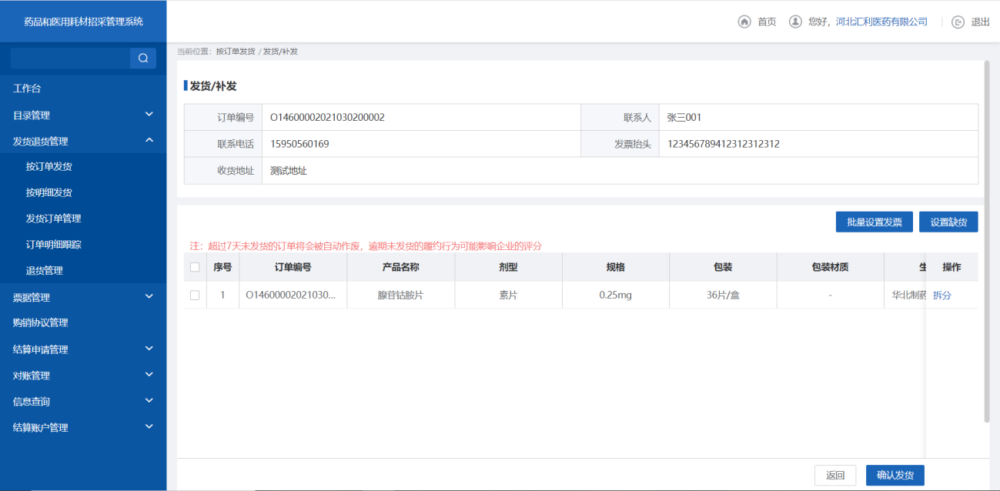 药品和医用耗材招采管理系统
首页 您好，河北汇利医药有限公司 退出
当前位置：按订单发货 / 发货/补发
工作台
目录管理
发货退货管理
按订单发货
按明细发货
发货订单管理
订单明细跟踪
退货管理
票据管理
购销协议管理
结算申请管理
对账管理
信息查询
结算账户管理
发货/补发
订单编号 O14600002021030200002 联系人 张三001
联系电话 15950560169 发票抬头 123456789412312312312
收货地址 测试地址
批量设置发票 设置缺货
注：超过7天未发货的订单将会被自动作废，逾期未发货的履约行为可能影响企业的评分
序号 订单编号 产品名称 剂型 规格 包装 包装材质 生 操作
1 O14600002021030... 腺苷钴胺片 素片 0.25mg 36片/盒 - 华北制药 拆分
返回 确认发货